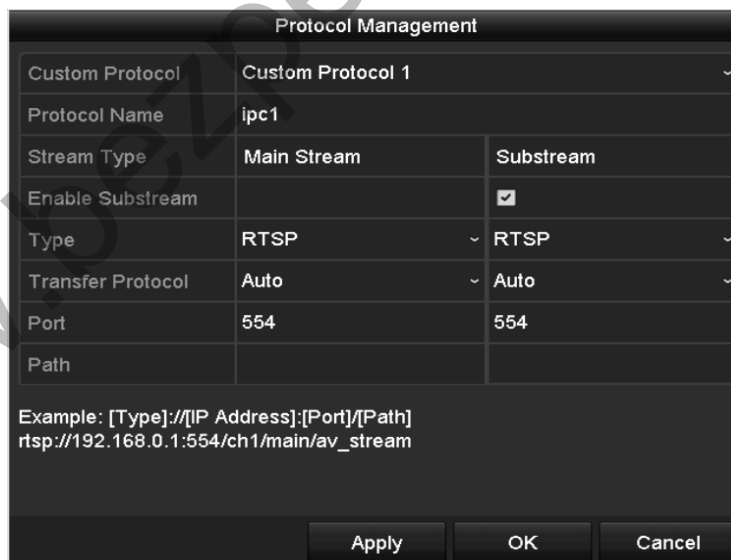 Protocol Management
Custom Protocol Custom Protocol 1
Protocol Name ipc1
Stream Type Main Stream Substream
Enable Substream
Type RTSP RTSP
Transfer Protocol Auto Auto
Port 554 554
Path
Example: [Type]://[IP Address]:[Port]/[Path]
rtsp://192.168.0.1:554/ch1/main/av_stream
Apply OK Cancel